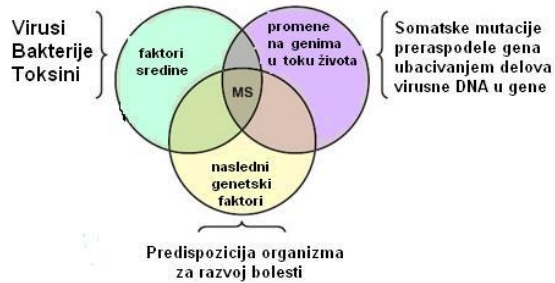 Virusi
Bakterije
Toksini
faktori
sredine
promene
na genima
u toku života
Somatske mutacije
preraspodele gena
ubacivanjem delova
virusne DNA u gene
MS
nasledni
genetski
faktori
Predispozicija organizma
za razvoj bolesti